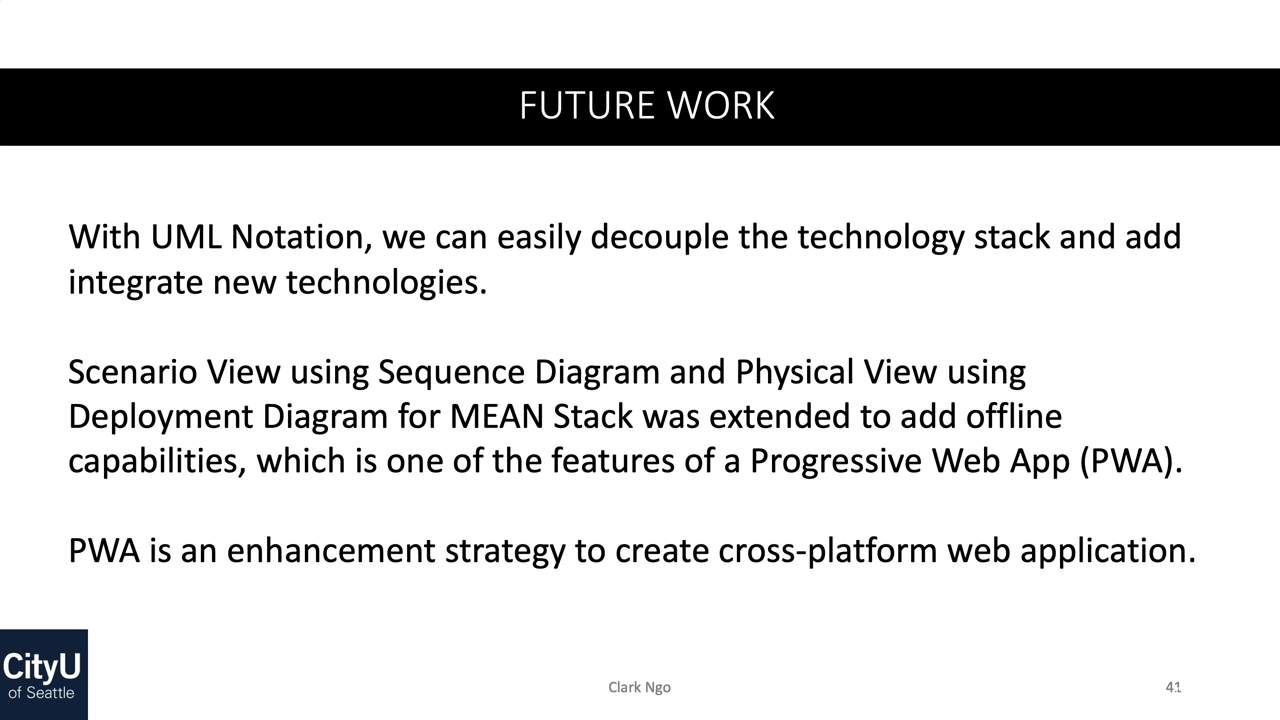 FUTURE WORK
With UML Notation, we can easily decouple the technology stack and add
integrate new technologies.
Scenario View using Sequence Diagram and Physical View using
Deployment Diagram for MEAN Stack was extended to add offline
capabilities, which is one of the features of a Progressive Web App (PWA).
PWA is an enhancement strategy to create cross-platform web application.
CityU
of Seattle
Clark Ngo
41